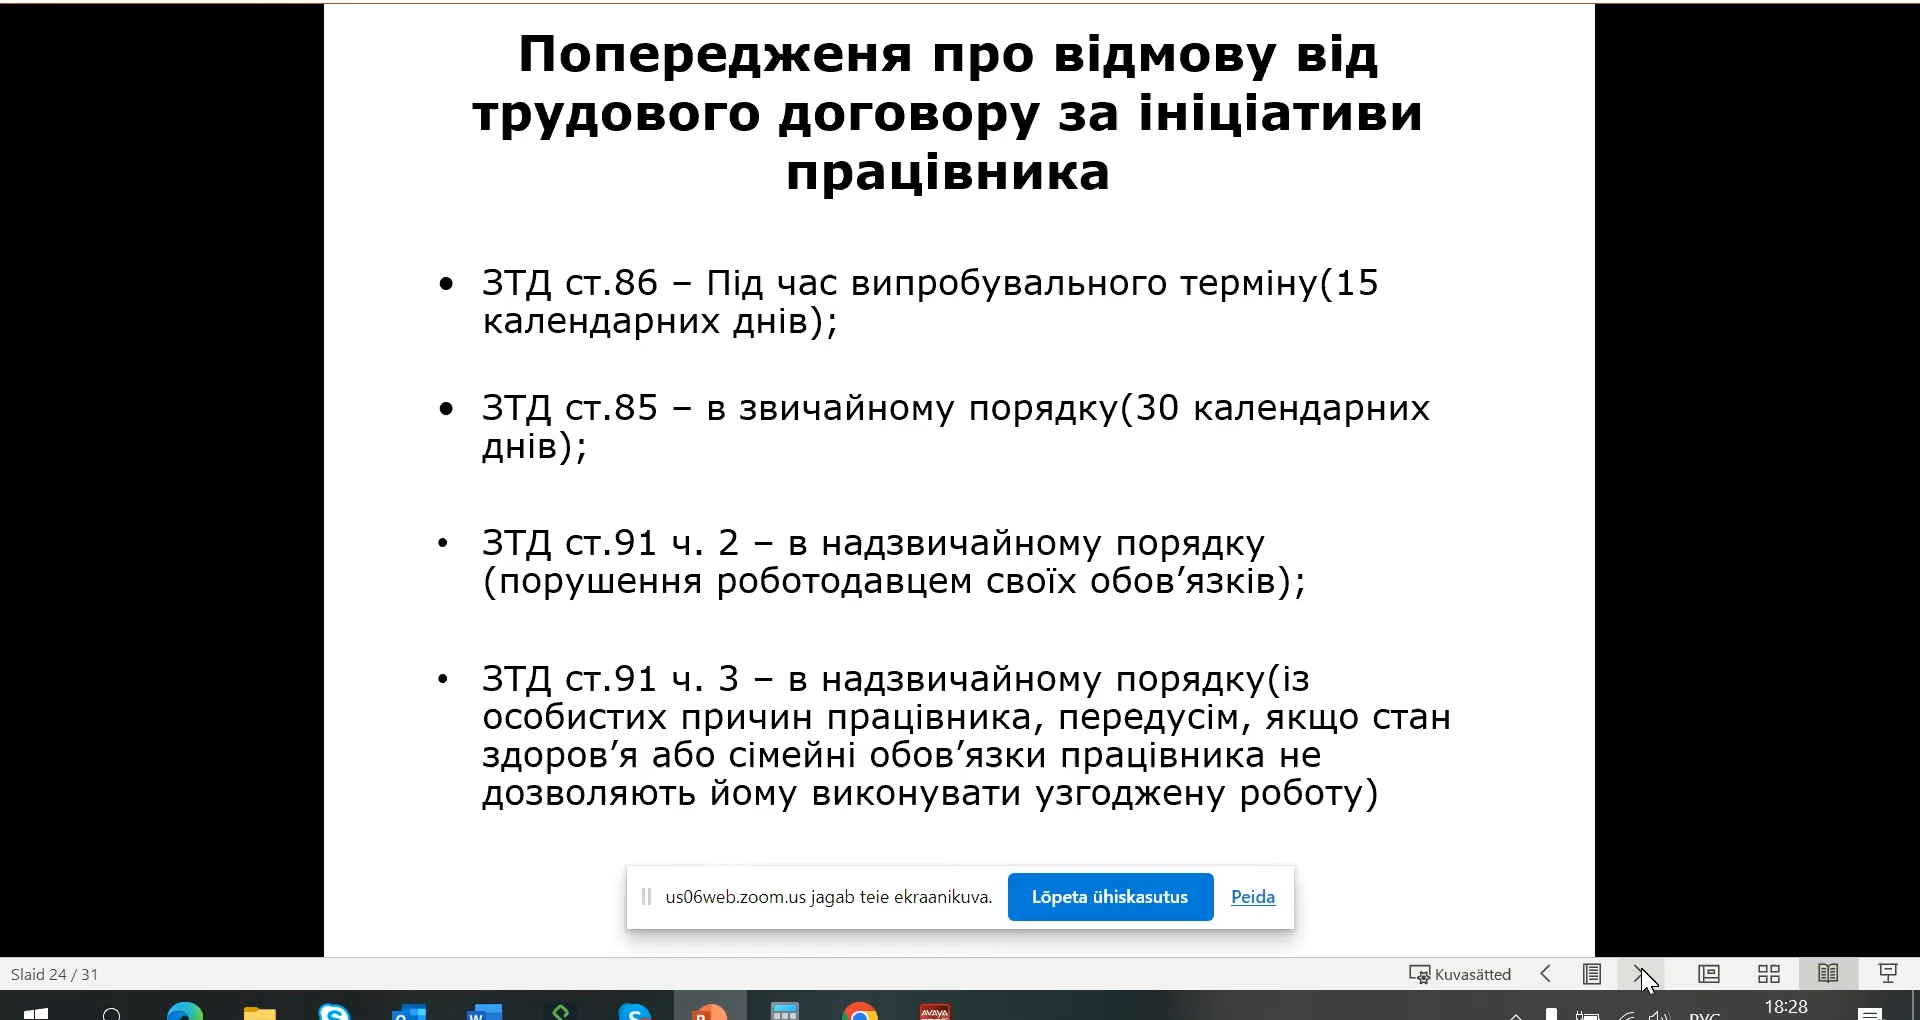 Попередженя про відмову від
трудового договору за ініціативи
працівника
• ЗТД ст.86 – Під час випробувального терміну(15
календарних днів);
• ЗТД ст.85 – в звичайному порядку(30 календарних
днів);
• ЗТД ст.91 ч. 2 – в надзвичайному порядку
(порушення роботодавцем своїх обов’язків);
• ЗТД ст.91 ч. 3 – в надзвичайному порядку(із
особистих причин працівника, передусім, якщо стан
здоров’я або сімейні обов’язки працівника не
дозволяють йому виконувати узгоджену роботу)
us06web.zoom.us jagab teie ekraanikuva. Lõpeta ühiskasutus Peida
Slaid 24 / 31 Kuvasätted
AVAYA
РУС 18:28